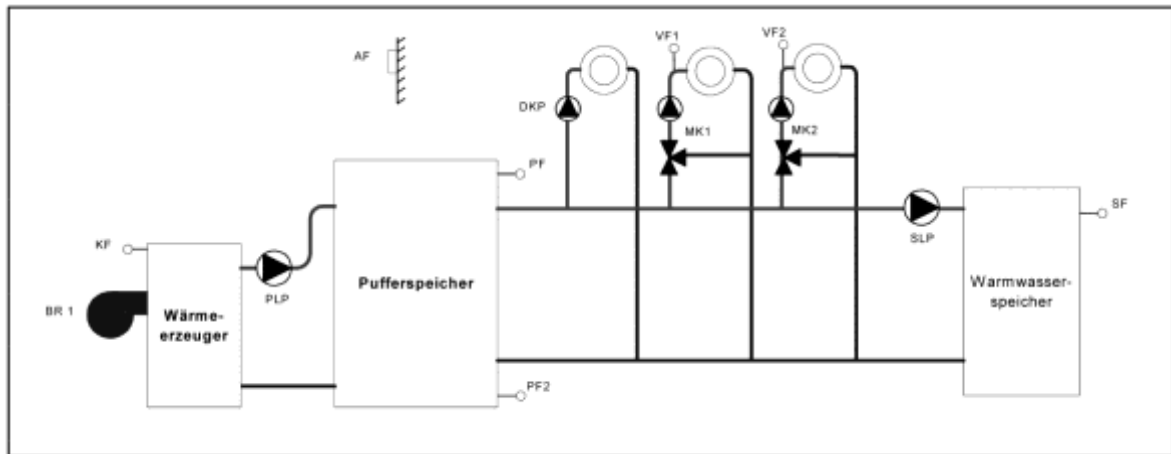 AF
VF1
VF2
DKP
MK1
MK2
PF
KF
PLP
SLP
SF
BR 1
Wärme-
erzeuger
Pufferspeicher
Warmwasser-
speicher
PF2